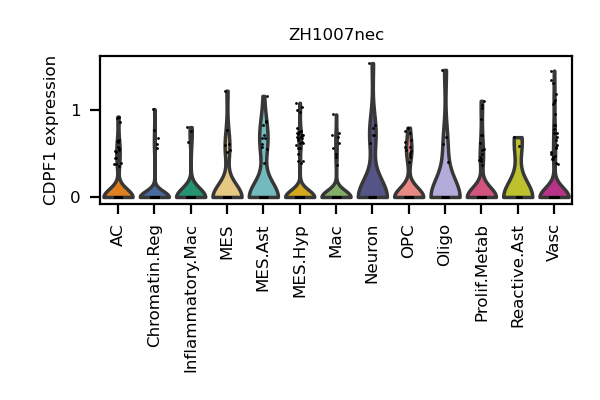 ZH1007nec
CDPF1 expression
1
0
AC
Chromatin.Reg
Inflammatory.Mac
MES
MES.Ast
MES.Hyp
Mac
Neuron
OPC
Oligo
Prolif.Metab
Reactive.Ast
Vasc